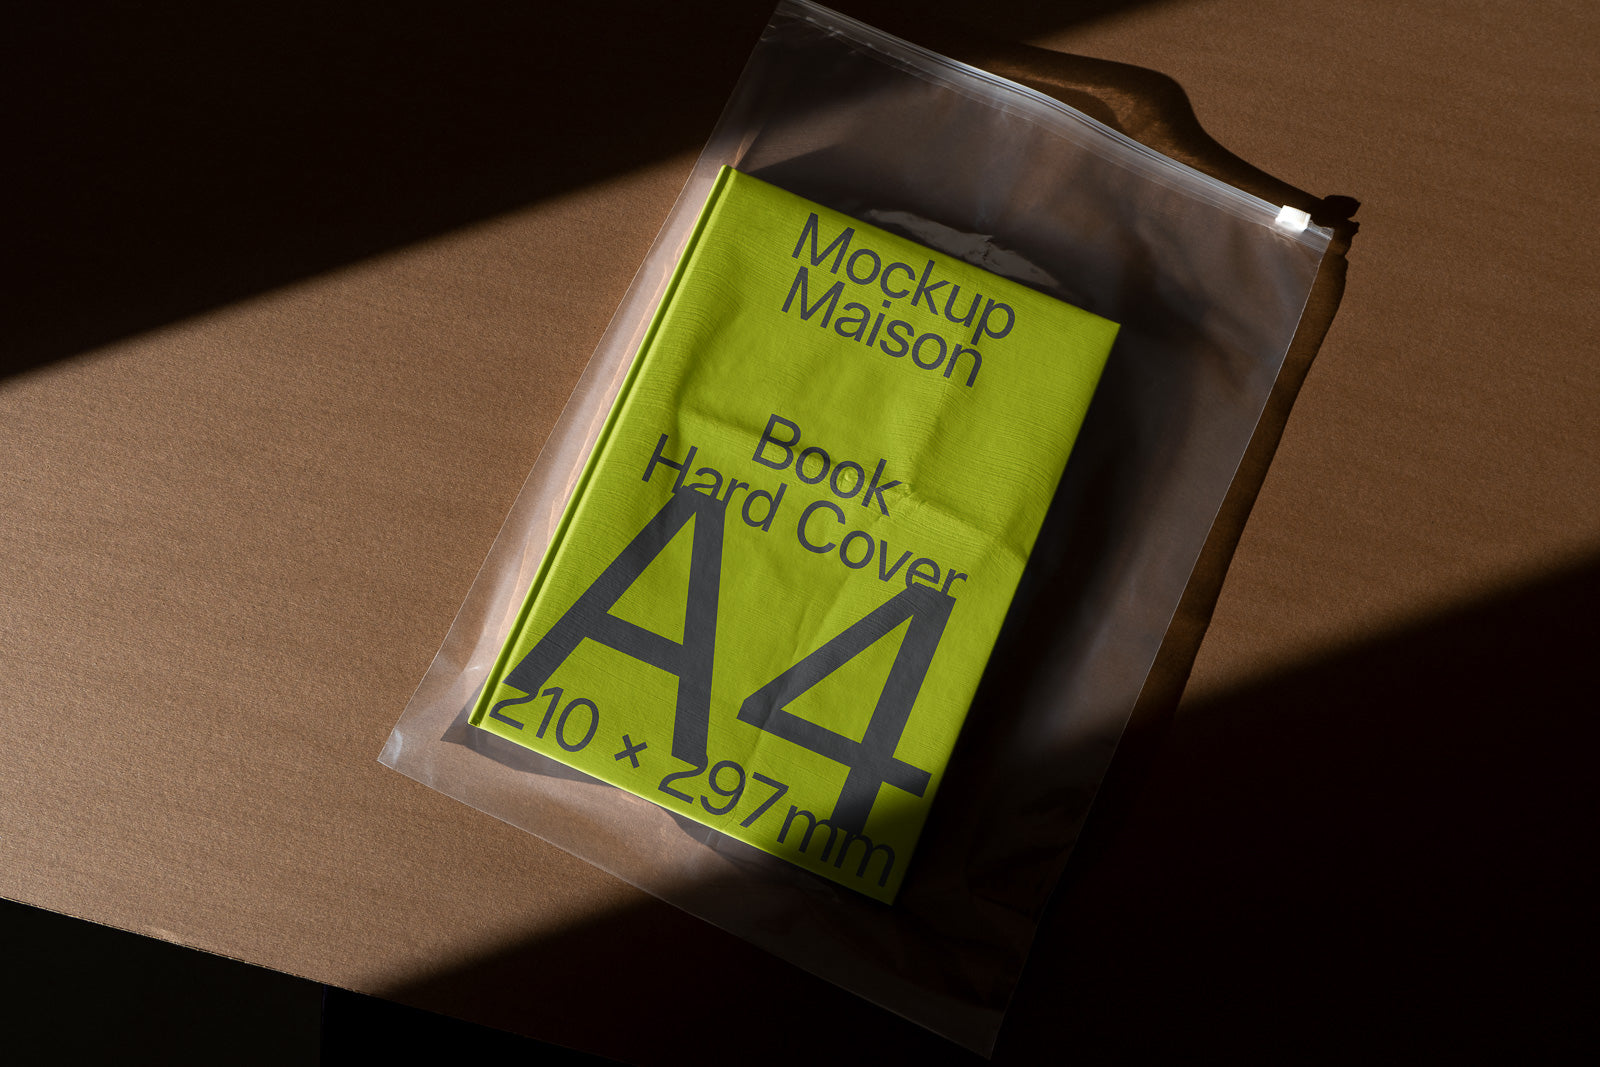 Mockup
Maison
Book
Hard Cover
A4
210 × 297mm